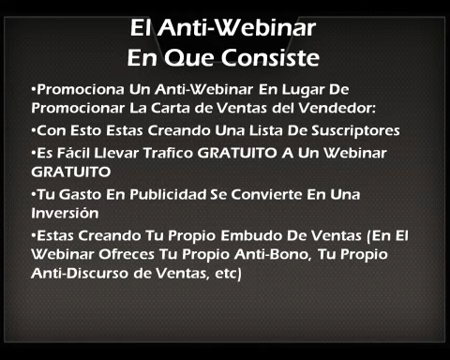 El Anti-Webinar
En Que Consiste
•Promociona Un Anti-Webinar En Lugar De
Promocionar La Carta de Ventas del Vendedor:
•Con Esto Estas Creando Una Lista De Suscriptores
•Es Fácil Llevar Trafico GRATUITO A Un Webinar
GRATUITO
•Tu Gasto En Publicidad Se Convierte En Una
Inversión
•Estas Creando Tu Propio Embudo De Ventas (En El
Webinar Ofreces Tu Propio Anti-Bono, Tu Propio
Anti-Discurso de Ventas, etc)